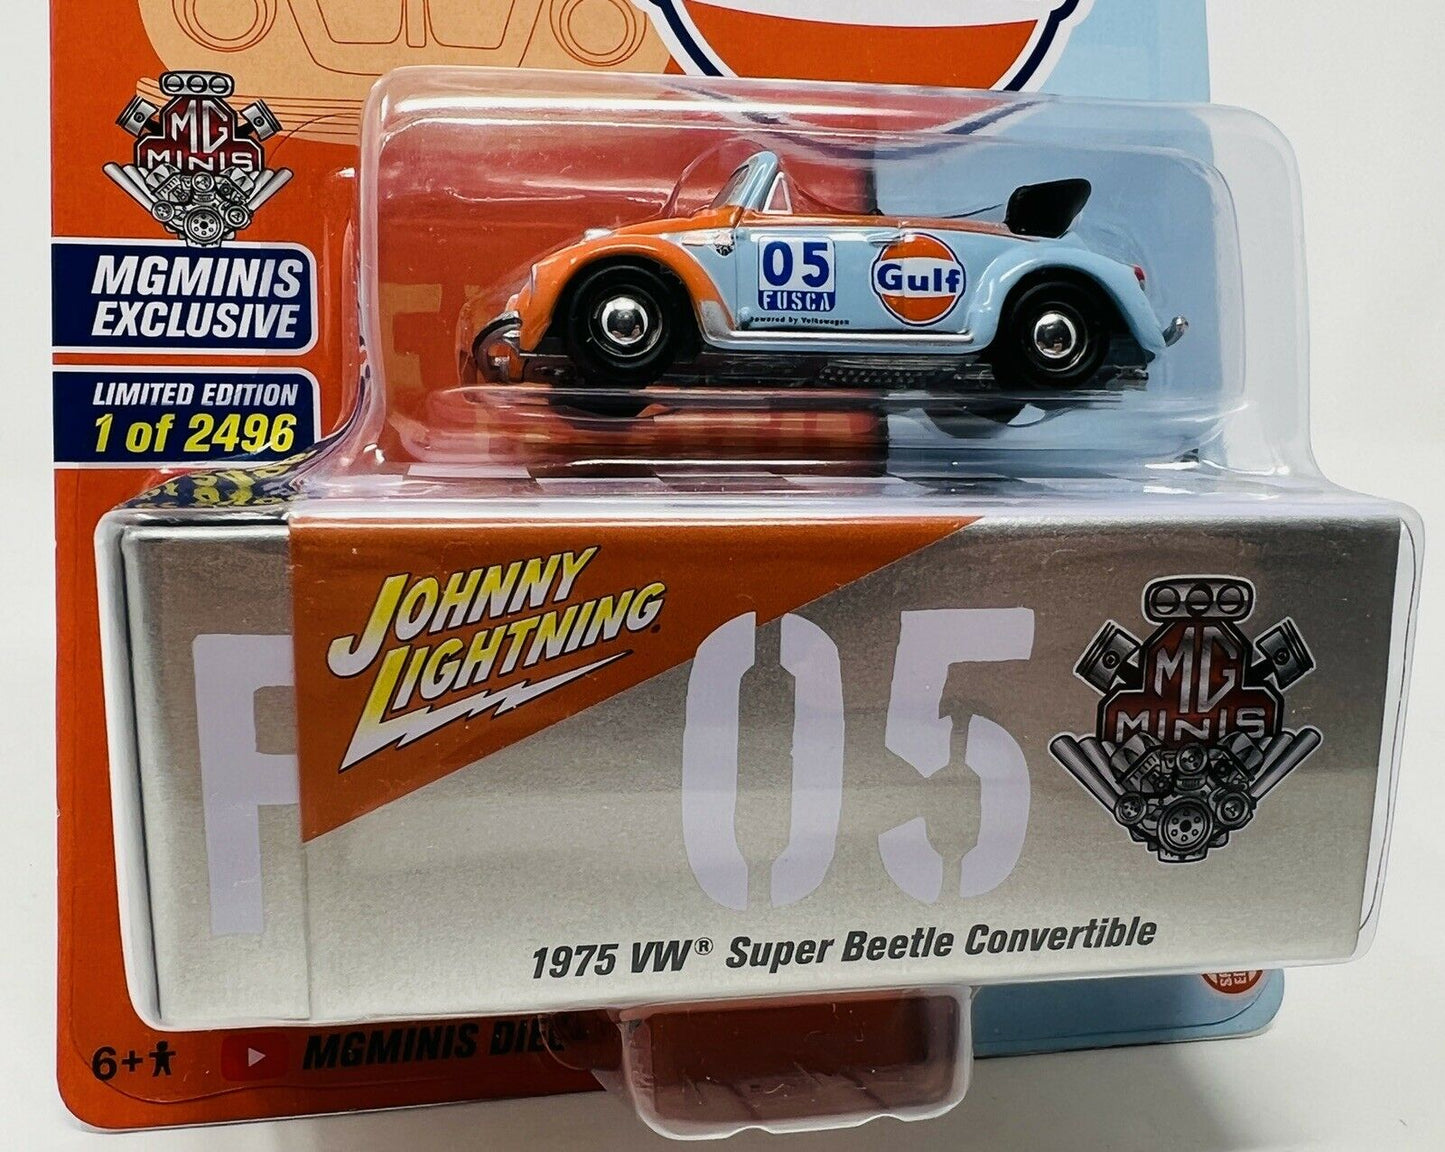 MG
MINIS
MGMINIS
EXCLUSIVE
LIMITED EDITION
1 of 2496
05
FUSCA
powered by Volkswagen
Gulf
JOHNNY
LIGHTNING®
F
05
MG
MINIS
1975 VW® Super Beetle Convertible
6+
MGMINIS